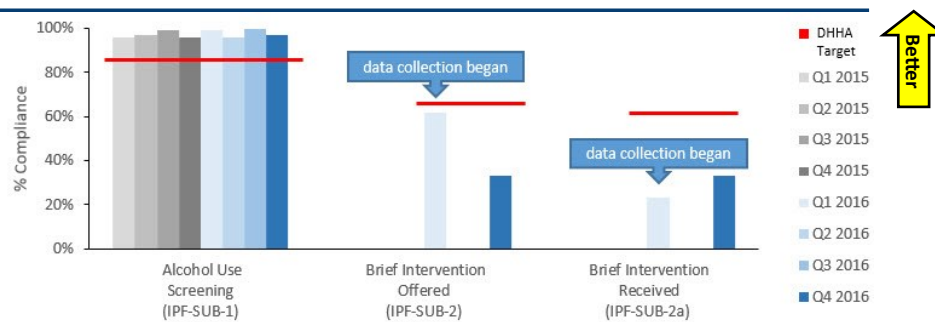 100%
80%
60%
40%
20%
0%
% Compliance
data collection began
data collection began
Alcohol Use
Screening
(IPF-SUB-1)
Brief Intervention
Offered
(IPF-SUB-2)
Brief Intervention
Received
(IPF-SUB-2a)
DHHA
Target
Q1 2015
Q2 2015
Q3 2015
Q4 2015
Q1 2016
Q2 2016
Q3 2016
Q4 2016
Better